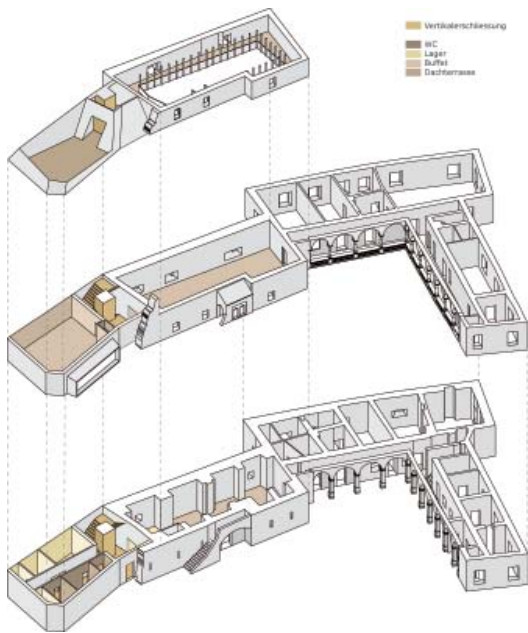 Vertikalerschliessung
WC
Lager
Buffet
Dachterrasse